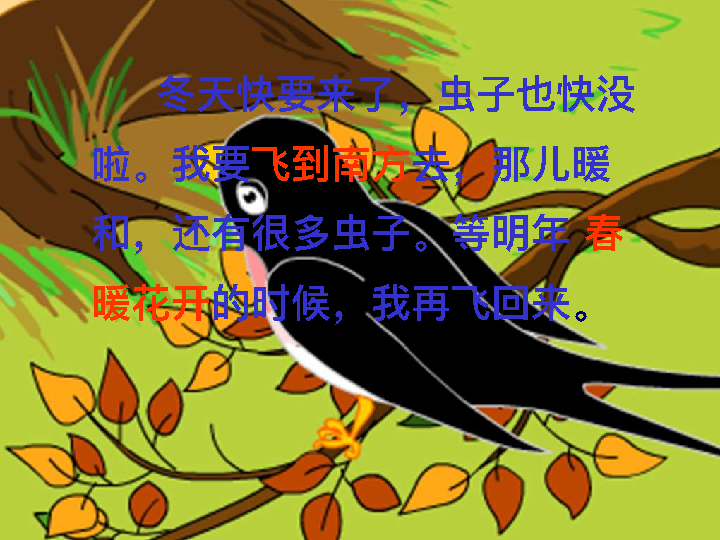 冬天快要来了，虫子也快没
啦。我要飞到南方去，那儿暖
和，还有很多虫子。等明年 春
暖花开的时候，我再飞回来。